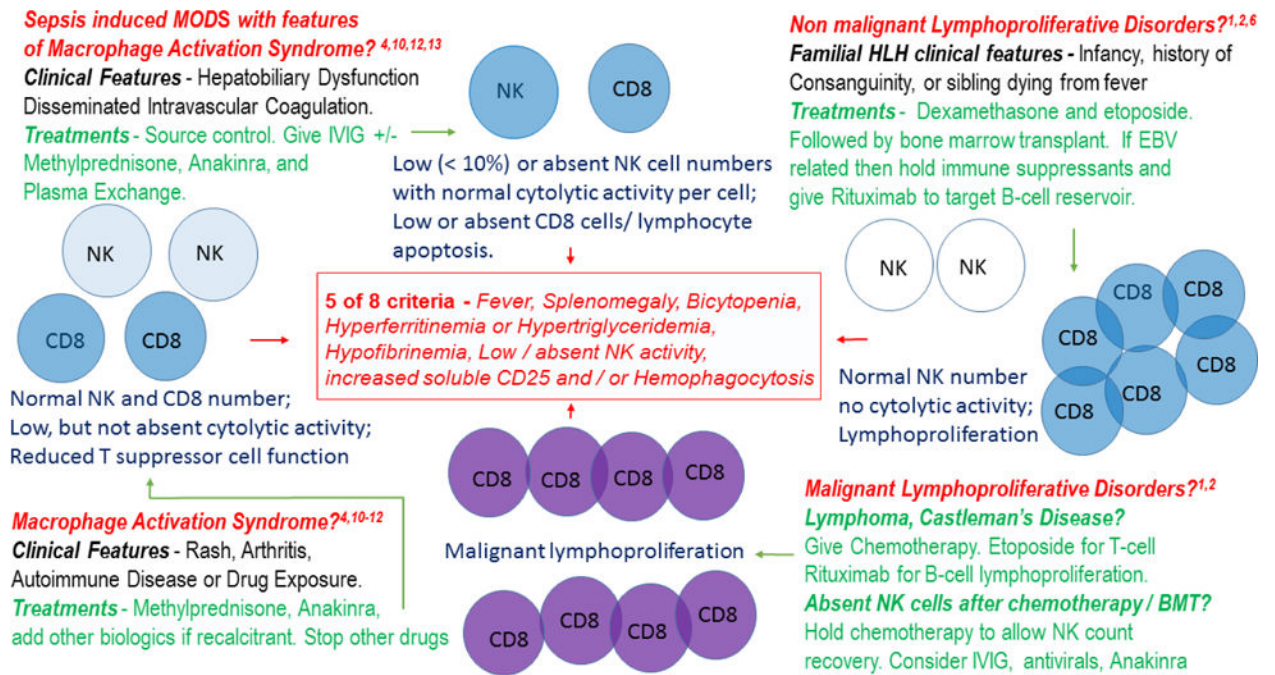 Sepsis induced MODS with features
of Macrophage Activation Syndrome? 4,10,12,13
Clinical Features - Hepatobiliary Dysfunction
Disseminated Intravascular Coagulation.
Treatments - Source control. Give IVIG +/-
Methylprednisone, Anakinra, and
Plasma Exchange.
NK
CD8
Low (< 10%) or absent NK cell numbers
with normal cytolytic activity per cell;
Low or absent CD8 cells/ lymphocyte
apoptosis.
Non malignant Lymphoproliferative Disorders?1,2,6
Familial HLH clinical features - Infancy, history of
Consanguinity, or sibling dying from fever
Treatments - Dexamethasone and etoposide.
Followed by bone marrow transplant. If EBV
related then hold immune suppressants and
give Rituximab to target B-cell reservoir.
NK
NK
CD8
CD8
Normal NK and CD8 number;
Low, but not absent cytolytic activity;
Reduced T suppressor cell function
5 of 8 criteria - Fever, Splenomegaly, Bicytopenia,
Hyperferritinemia or Hypertriglyceridemia,
Hypofibrinemia, Low / absent NK activity,
increased soluble CD25 and / or Hemophagocytosis
NK
NK
CD8
CD8
CD8
CD8
CD8
CD8
Normal NK number
no cytolytic activity;
Lymphoproliferation
Macrophage Activation Syndrome?4,10-12
Clinical Features - Rash, Arthritis,
Autoimmune Disease or Drug Exposure.
Treatments - Methylprednisone, Anakinra,
add other biologics if recalcitrant. Stop other drugs
CD8
CD8
CD8
CD8
Malignant lymphoproliferation
CD8
CD8
CD8
CD8
Malignant Lymphoproliferative Disorders?1,2
Lymphoma, Castleman's Disease?
Give Chemotherapy. Etoposide for T-cell
Rituximab for B-cell lymphoproliferation.
Absent NK cells after chemotherapy / BMT?
Hold chemotherapy to allow NK count
recovery. Consider IVIG, antivirals, Anakinra